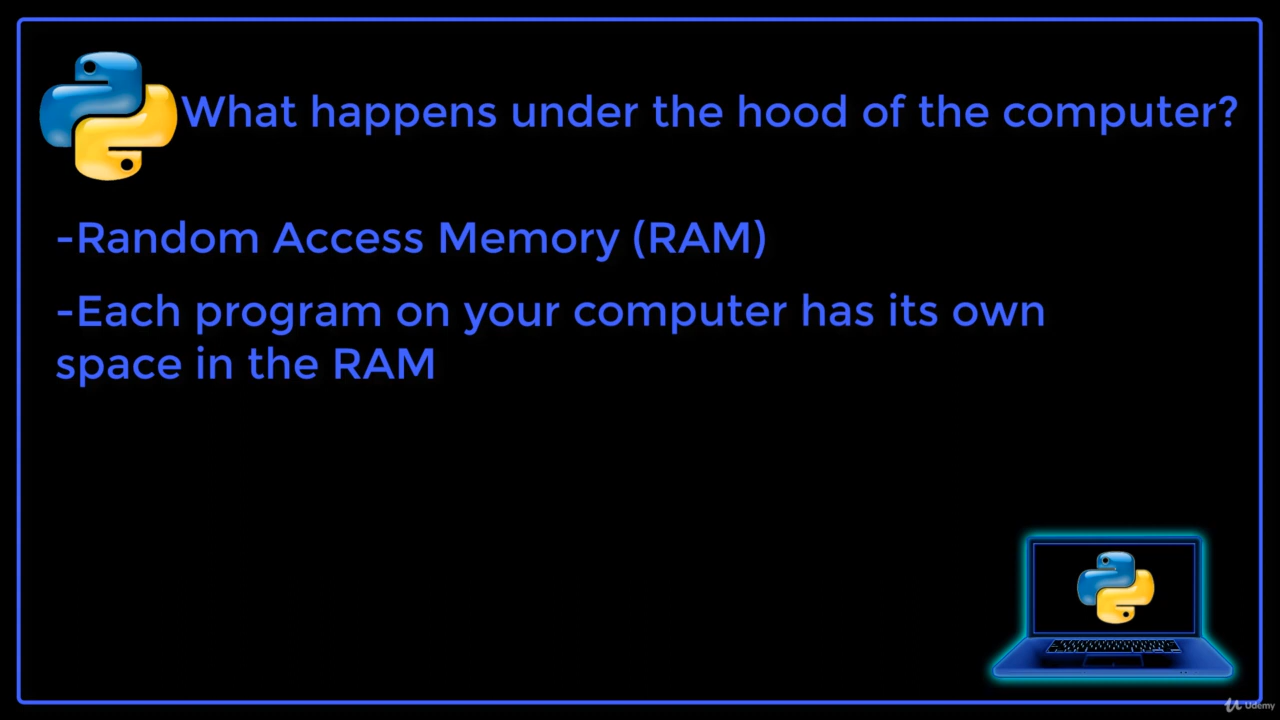 What happens under the hood of the computer?
-Random Access Memory (RAM)
-Each program on your computer has its own
space in the RAM
Udemy